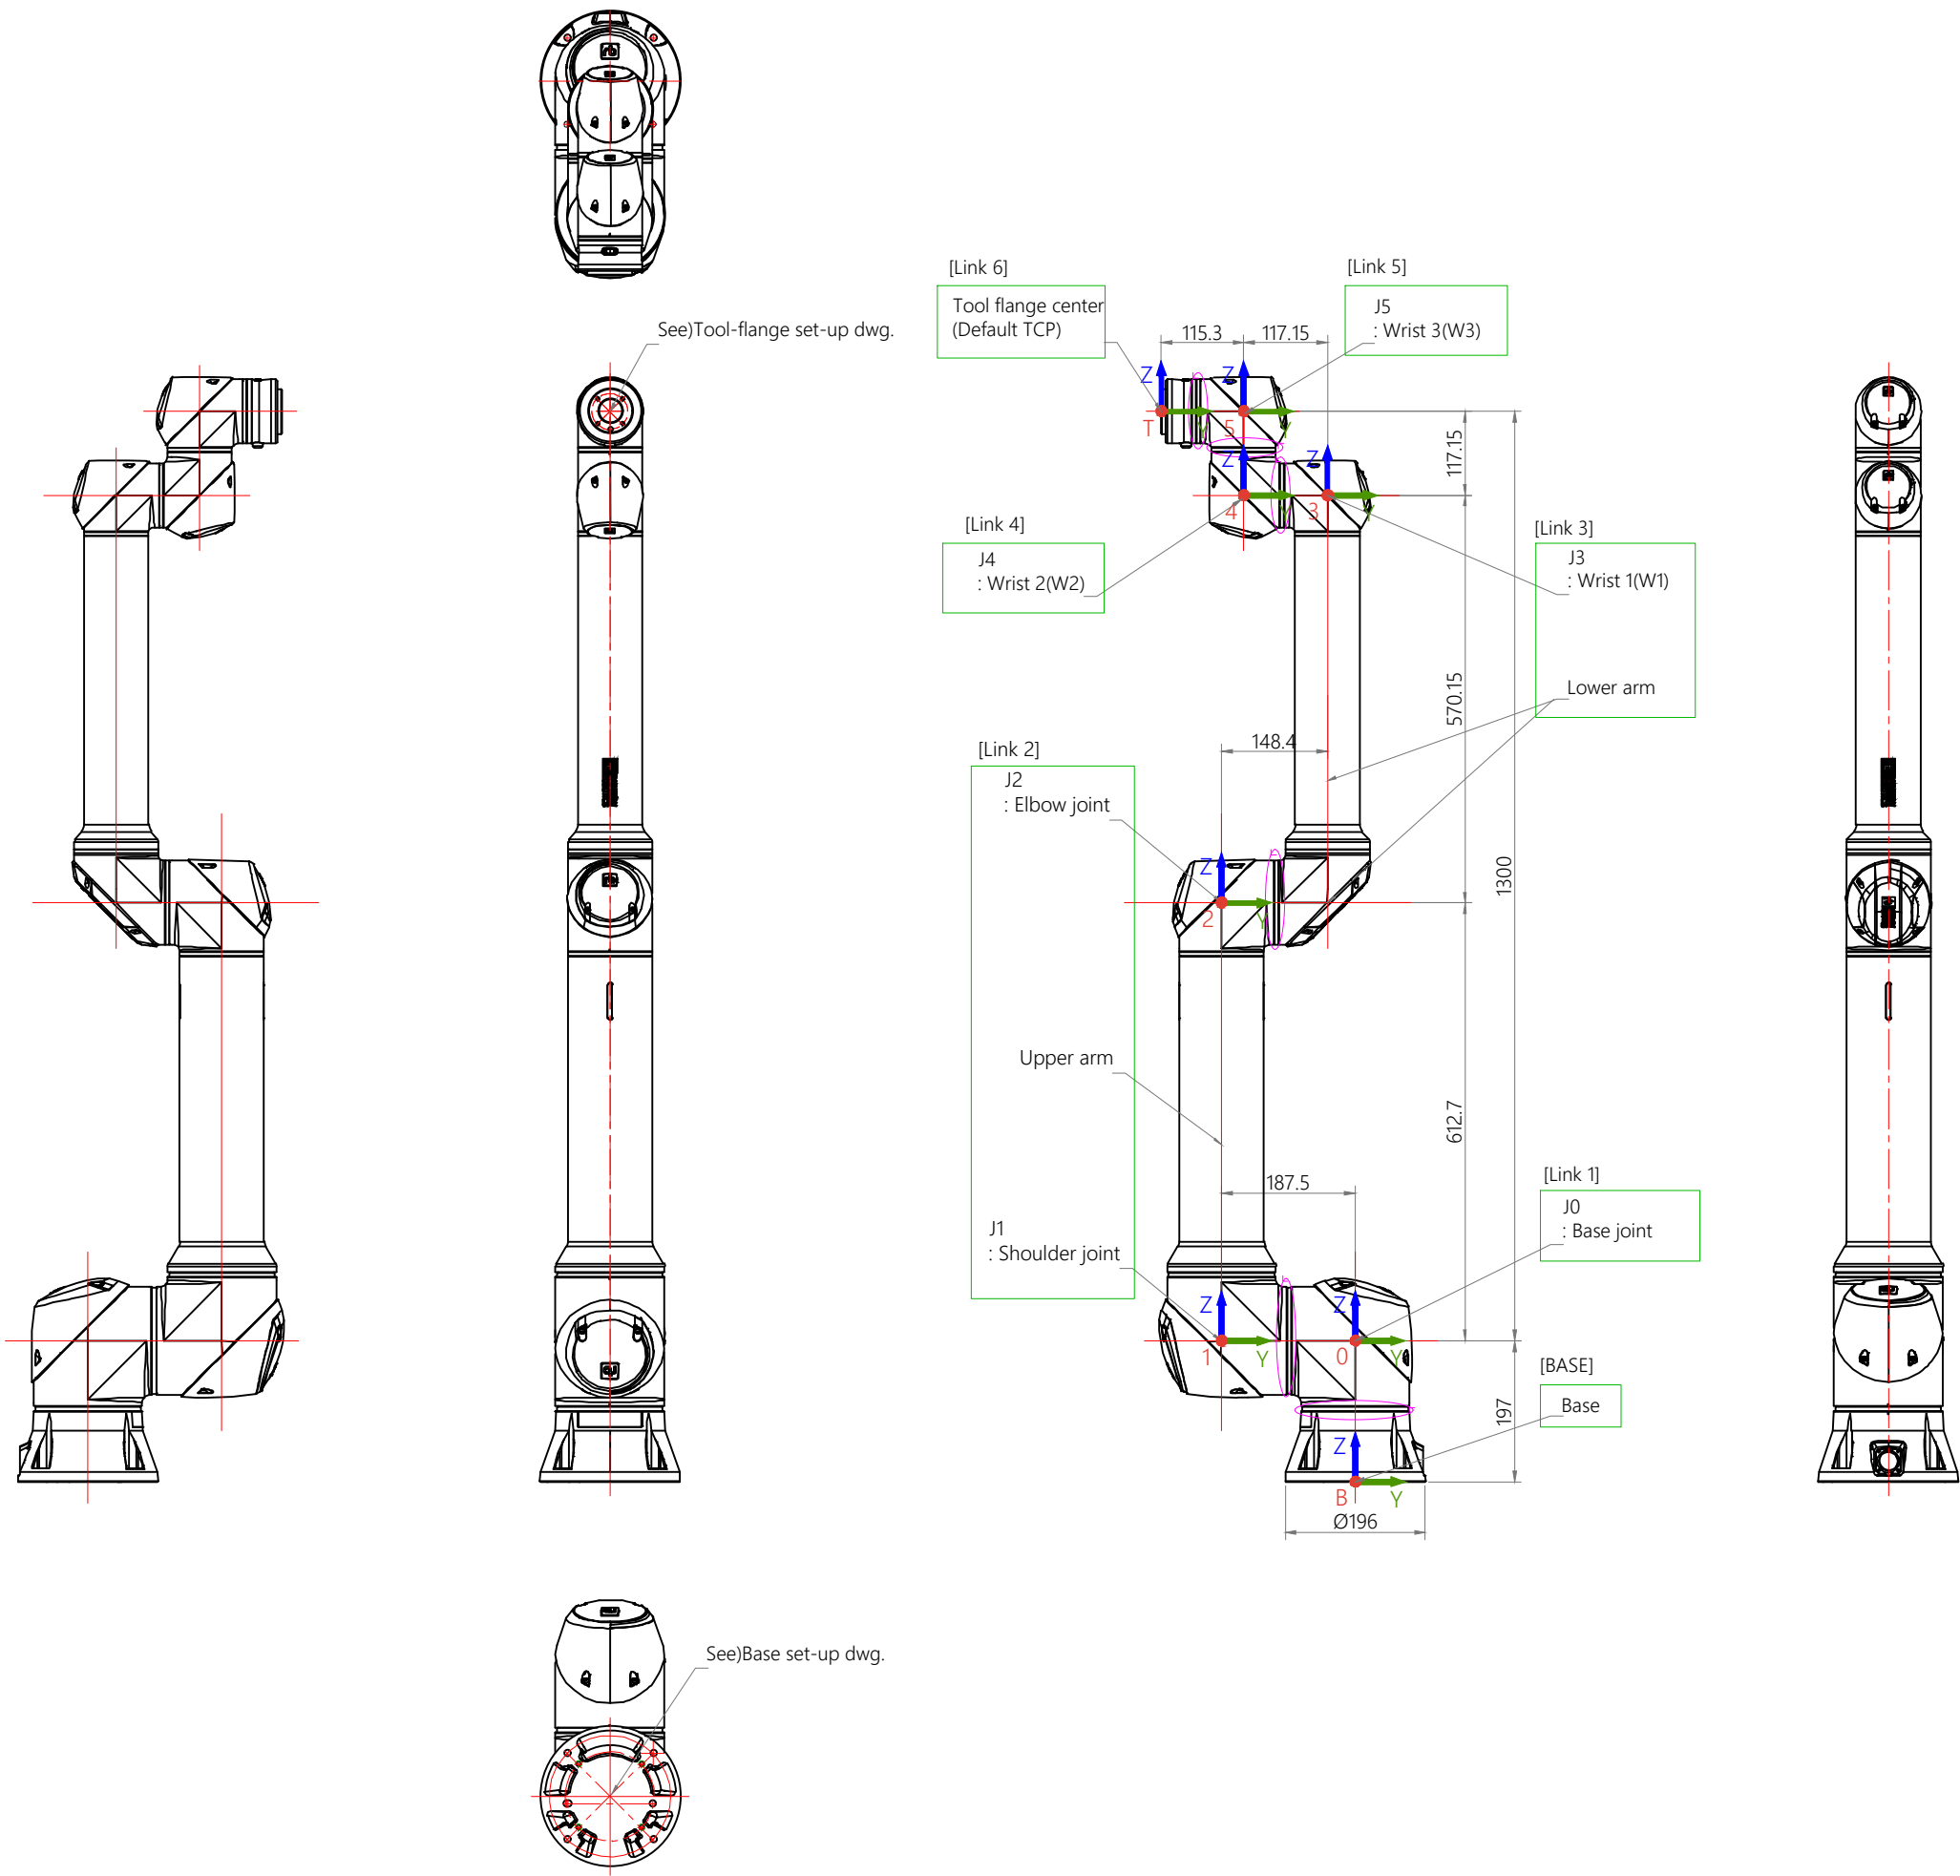 [Link 6]
Tool flange center
(Default TCP)
[Link 5]
J5
: Wrist 3(W3)
See)Tool-flange set-up dwg.
115.3
117.15
Z
Z
T
Y
5
Y
117.15
Z
Z
4
Y
3
Y
[Link 4]
J4
: Wrist 2(W2)
[Link 3]
J3
: Wrist 1(W1)
Lower arm
570.15
148.4
[Link 2]
J2
: Elbow joint
Z
2
Y
1300
Upper arm
612.7
187.5
[Link 1]
J0
: Base joint
J1
: Shoulder joint
Z
Z
1
Y
0
Y
[BASE]
Base
197
Z
B
Y
Ø196
See)Base set-up dwg.